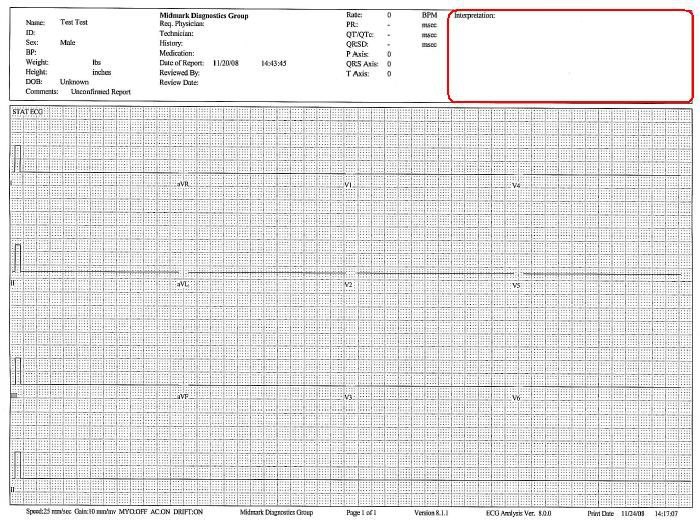 Name: Test Test
ID:
Sex: Male
BP:
Weight: lbs
Height: inches
DOB: Unknown
Comments: Unconfirmed Report
Midmark Diagnostics Group
Req. Physician:
Technician:
History:
Medication:
Date of Report: 11/20/08 14:43:45
Reviewed By:
Review Date:
Rate: 0 BPM
PR: - msec
QT/QTc: - msec
QRSD: - msec
P Axis: 0
QRS Axis: 0
T Axis: 0
Interpretation:
STAT ECG
I aVR V1 V4
II aVL V2 V5
III aVF V3 V6
II
Speed:25 mm/sec Gain:10 mm/mv MYO:OFF AC:ON DRIFT:ON Midmark Diagnostics Group Page 1 of 1 Version 8.1.1 ECG Analysis Ver. 8.0.0 Print Date 11/24/08 14:17:07